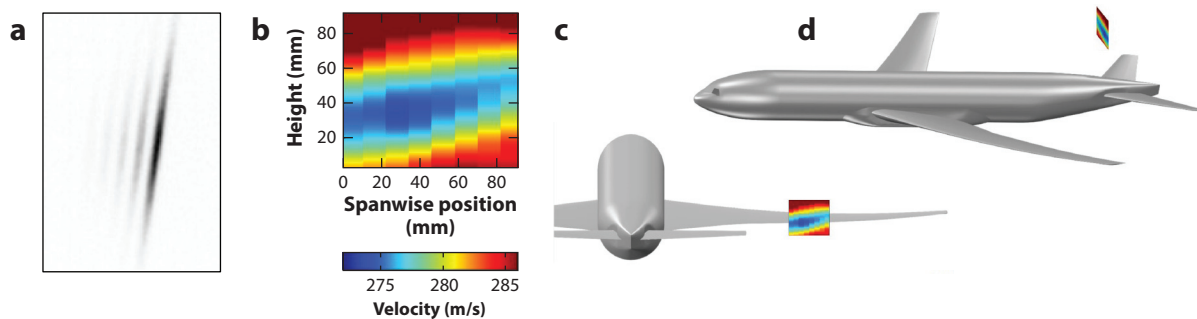 a
b
c
d
Height (mm)
80
60
40
20
0 20 40 60 80
Spanwise position
(mm)
275 280 285
Velocity (m/s)